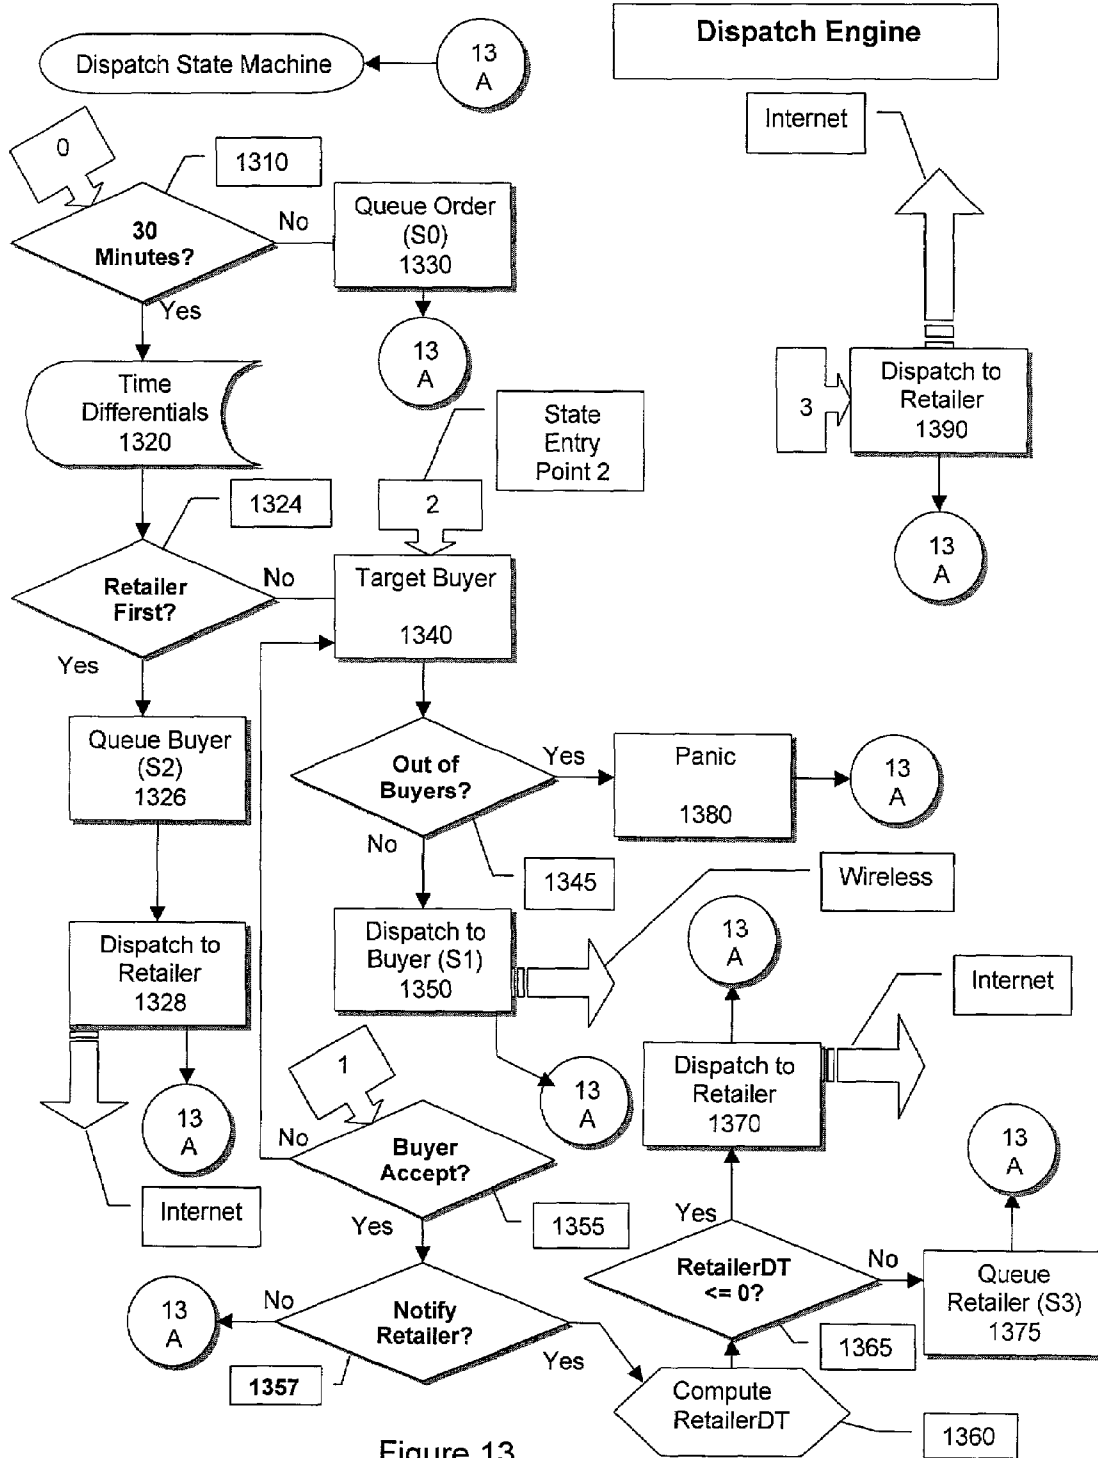 Dispatch State Machine
13
A
Dispatch Engine
Internet
0
1310
30
Minutes?
No
Queue Order
(S0)
1330
Yes
13
A
Time
Differentials
1320
State
Entry
Point 2
3
Dispatch to
Retailer
1390
1324
2
13
A
Retailer
First?
No
Target Buyer
1340
Yes
Queue Buyer
(S2)
1326
Out of
Buyers?
Yes
Panic
1380
13
A
No
1345
Wireless
Dispatch to
Retailer
1328
Dispatch to
Buyer (S1)
1350
13
A
Internet
13
A
1
13
A
Dispatch to
Retailer
1370
13
A
No
Buyer
Accept?
Internet
1355
Yes
Yes
RetailerDT
<= 0?
No
Queue
Retailer (S3)
1375
13
A
No
Notify
Retailer?
Yes
1365
1357
Compute
RetailerDT
1360
Figure 13